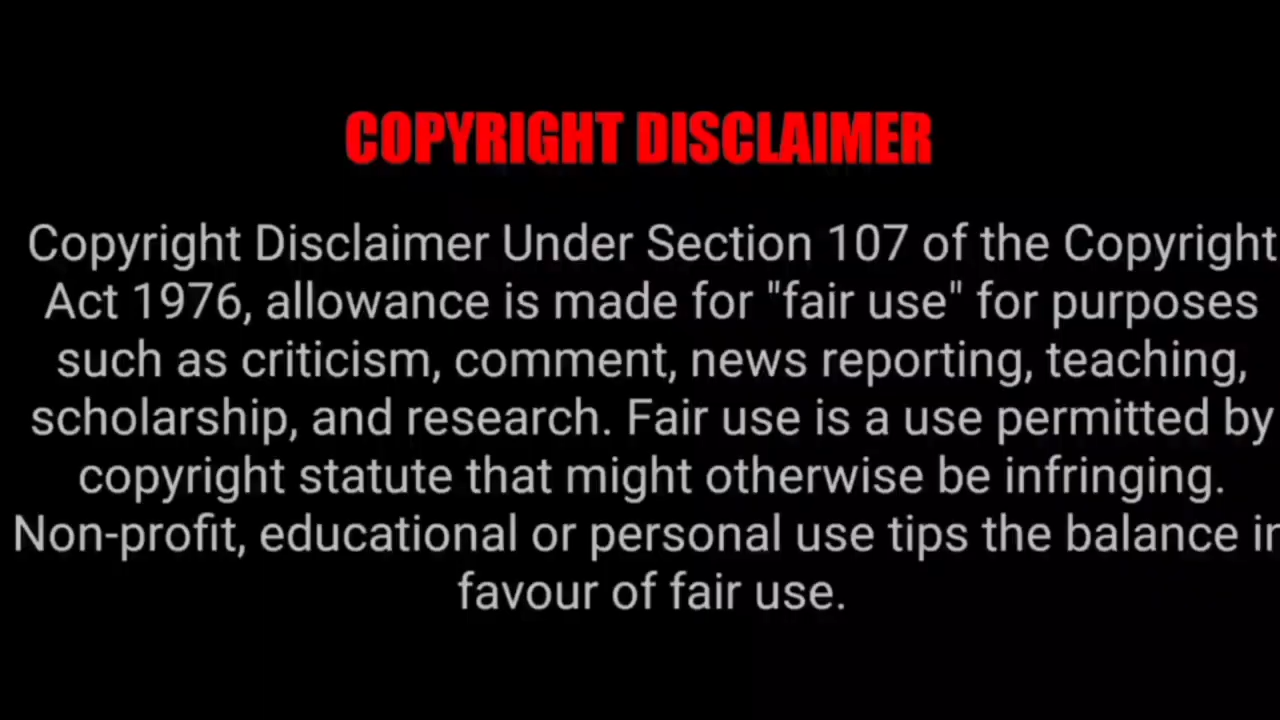 COPYRIGHT DISCLAIMER
Copyright Disclaimer Under Section 107 of the Copyright
Act 1976, allowance is made for "fair use" for purposes
such as criticism, comment, news reporting, teaching,
scholarship, and research. Fair use is a use permitted by
copyright statute that might otherwise be infringing.
Non-profit, educational or personal use tips the balance in
favour of fair use.